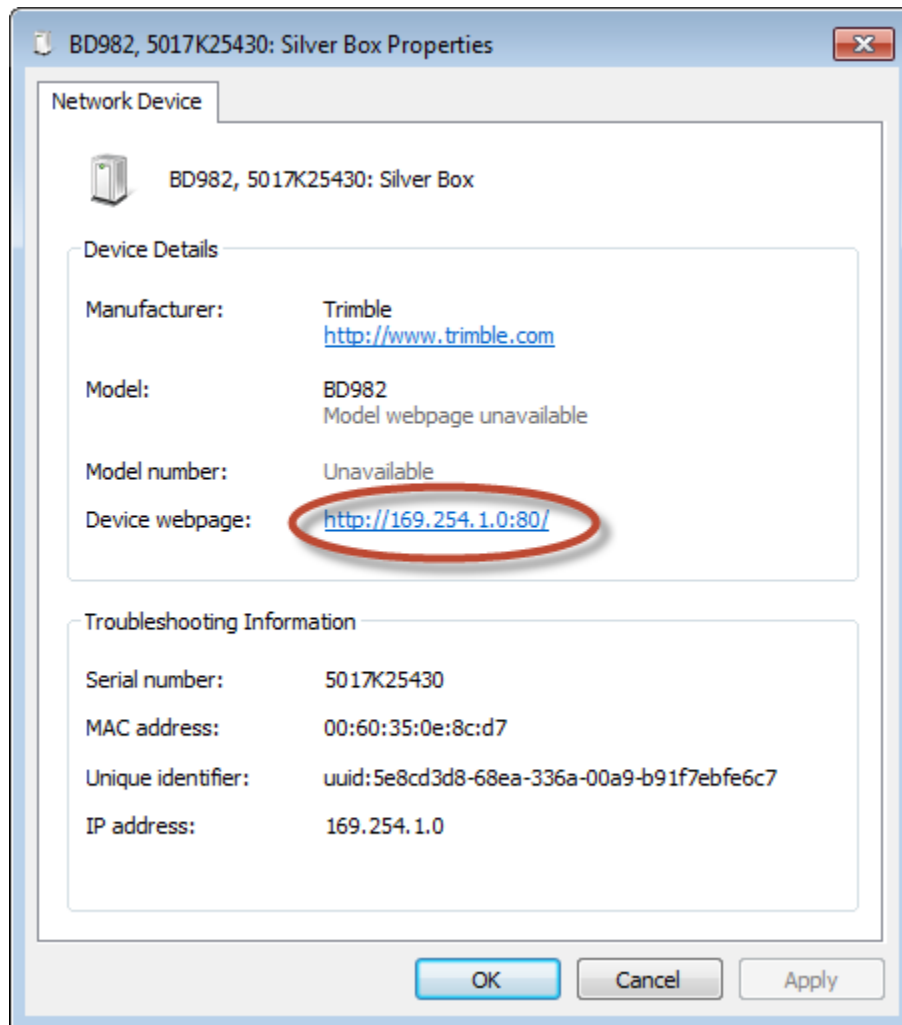 BD982, 5017K25430: Silver Box Properties
Network Device
BD982, 5017K25430: Silver Box
Device Details
Manufacturer: Trimble
http://www.trimble.com
Model: BD982
Model webpage unavailable
Model number: Unavailable
Device webpage: http://169.254.1.0:80/
Troubleshooting Information
Serial number: 5017K25430
MAC address: 00:60:35:0e:8c:d7
Unique identifier: uuid:5e8cd3d8-68ea-336a-00a9-b91f7ebfe6c7
IP address: 169.254.1.0
OK Cancel Apply